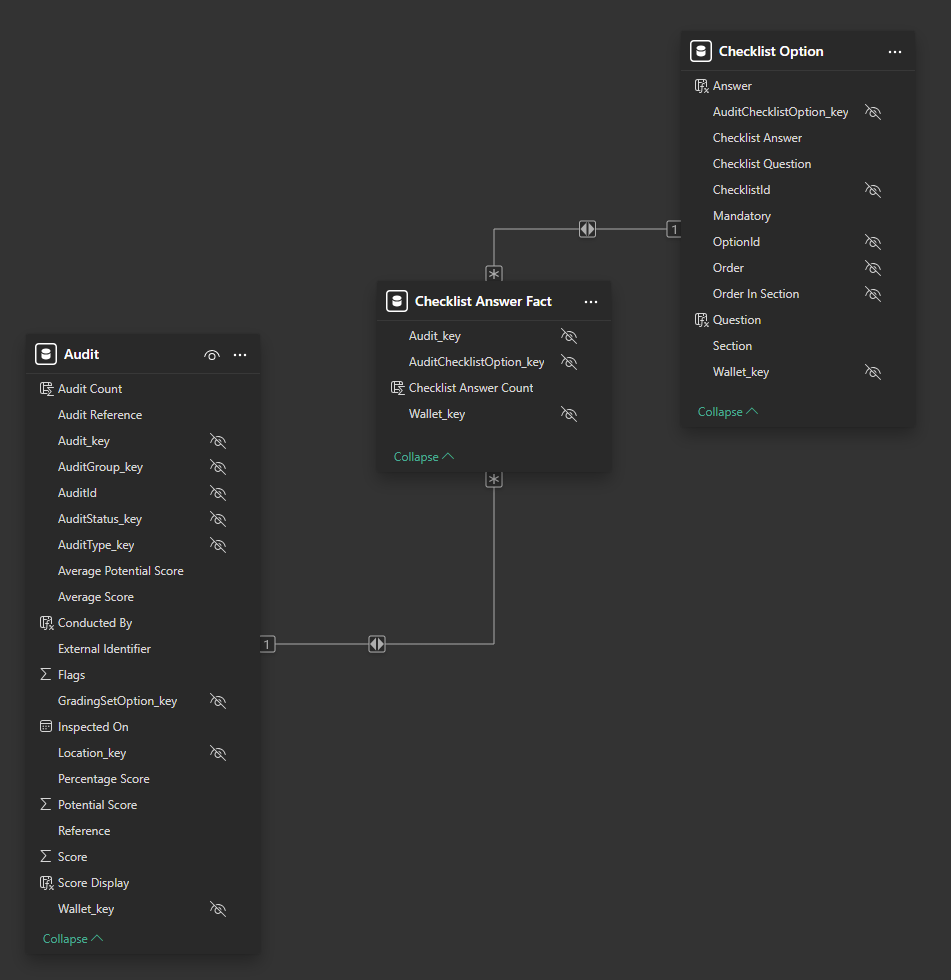 Checklist Option
Answer
AuditChecklistOption_key
Checklist Answer
Checklist Question
ChecklistId
Mandatory
OptionId
Order
Order In Section
Question
Section
Wallet_key
Collapse
1
*
Checklist Answer Fact
Audit_key
AuditChecklistOption_key
Checklist Answer Count
Wallet_key
Collapse
*
1
Audit
Audit Count
Audit Reference
Audit_key
AuditGroup_key
AuditId
AuditStatus_key
AuditType_key
Average Potential Score
Average Score
Conducted By
External Identifier
Flags
GradingSetOption_key
Inspected On
Location_key
Percentage Score
Potential Score
Reference
Score
Score Display
Wallet_key
Collapse